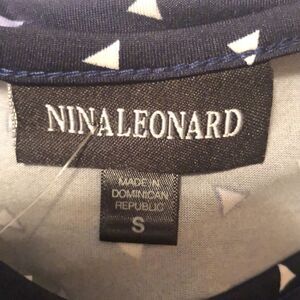 NINALEONARD
MADE IN
DOMINICAN
REPUBLIC
S